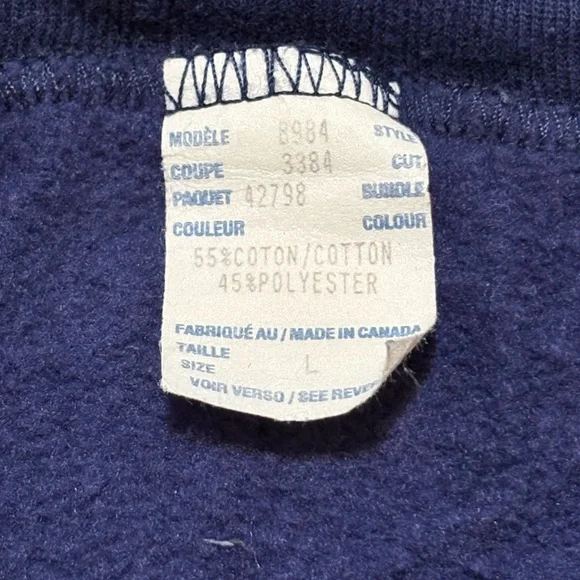 MODÈLE 8984 STYLE
COUPE 3384 CUT
PAQUET 42798 BUNDLE
COULEUR COLOUR
55%COTON/COTTON
45%POLYESTER
FABRIQUÉ AU/MADE IN CANADA
TAILLE
SIZE L
VOIR VERSO/SEE REVE